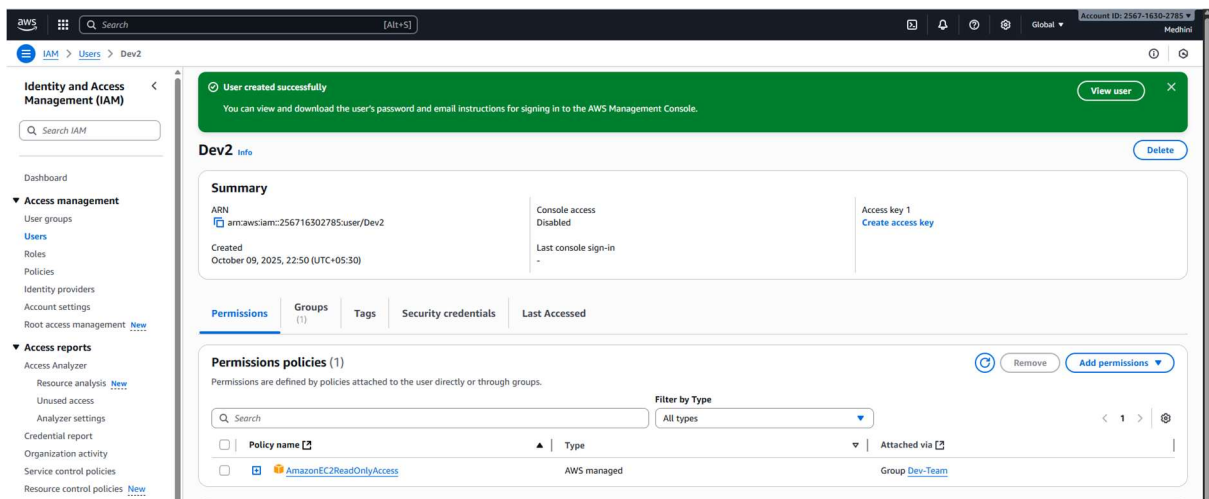 aws Search [Alt+S] Global ▼ Account ID: 2567-1630-2785 ▼
Medhini
IAM > Users > Dev2
Identity and Access Management (IAM)
Search IAM
Dashboard
Access management
User groups
Users
Roles
Policies
Identity providers
Account settings
Root access management New
Access reports
Access Analyzer
Resource analysis New
Unused access
Analyzer settings
Credential report
Organization activity
Service control policies
Resource control policies New
User created successfully
You can view and download the user's password and email instructions for signing in to the AWS Management Console.
View user
Dev2 Info
Delete
Summary
ARN
arn:aws:iam::256716302785:user/Dev2
Console access
Disabled
Access key 1
Create access key
Created
October 09, 2025, 22:50 (UTC+05:30)
Last console sign-in
-
Permissions Groups (1) Tags Security credentials Last Accessed
Permissions policies (1)
Remove
Add permissions ▼
Permissions are defined by policies attached to the user directly or through groups.
Filter by Type
Search
All types
1
Policy name Type Attached via
AmazonEC2ReadOnlyAccess AWS managed Group Dev-Team